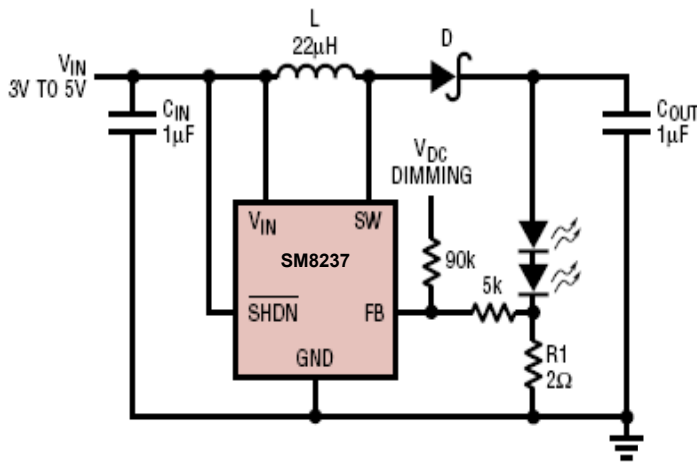 L
22µH
D
VIN
3V TO 5V
CIN
1µF
COUT
1µF
VDC
DIMMING
VIN
SW
SM8237
90k
5k
SHDN
FB
GND
R1
2Ω